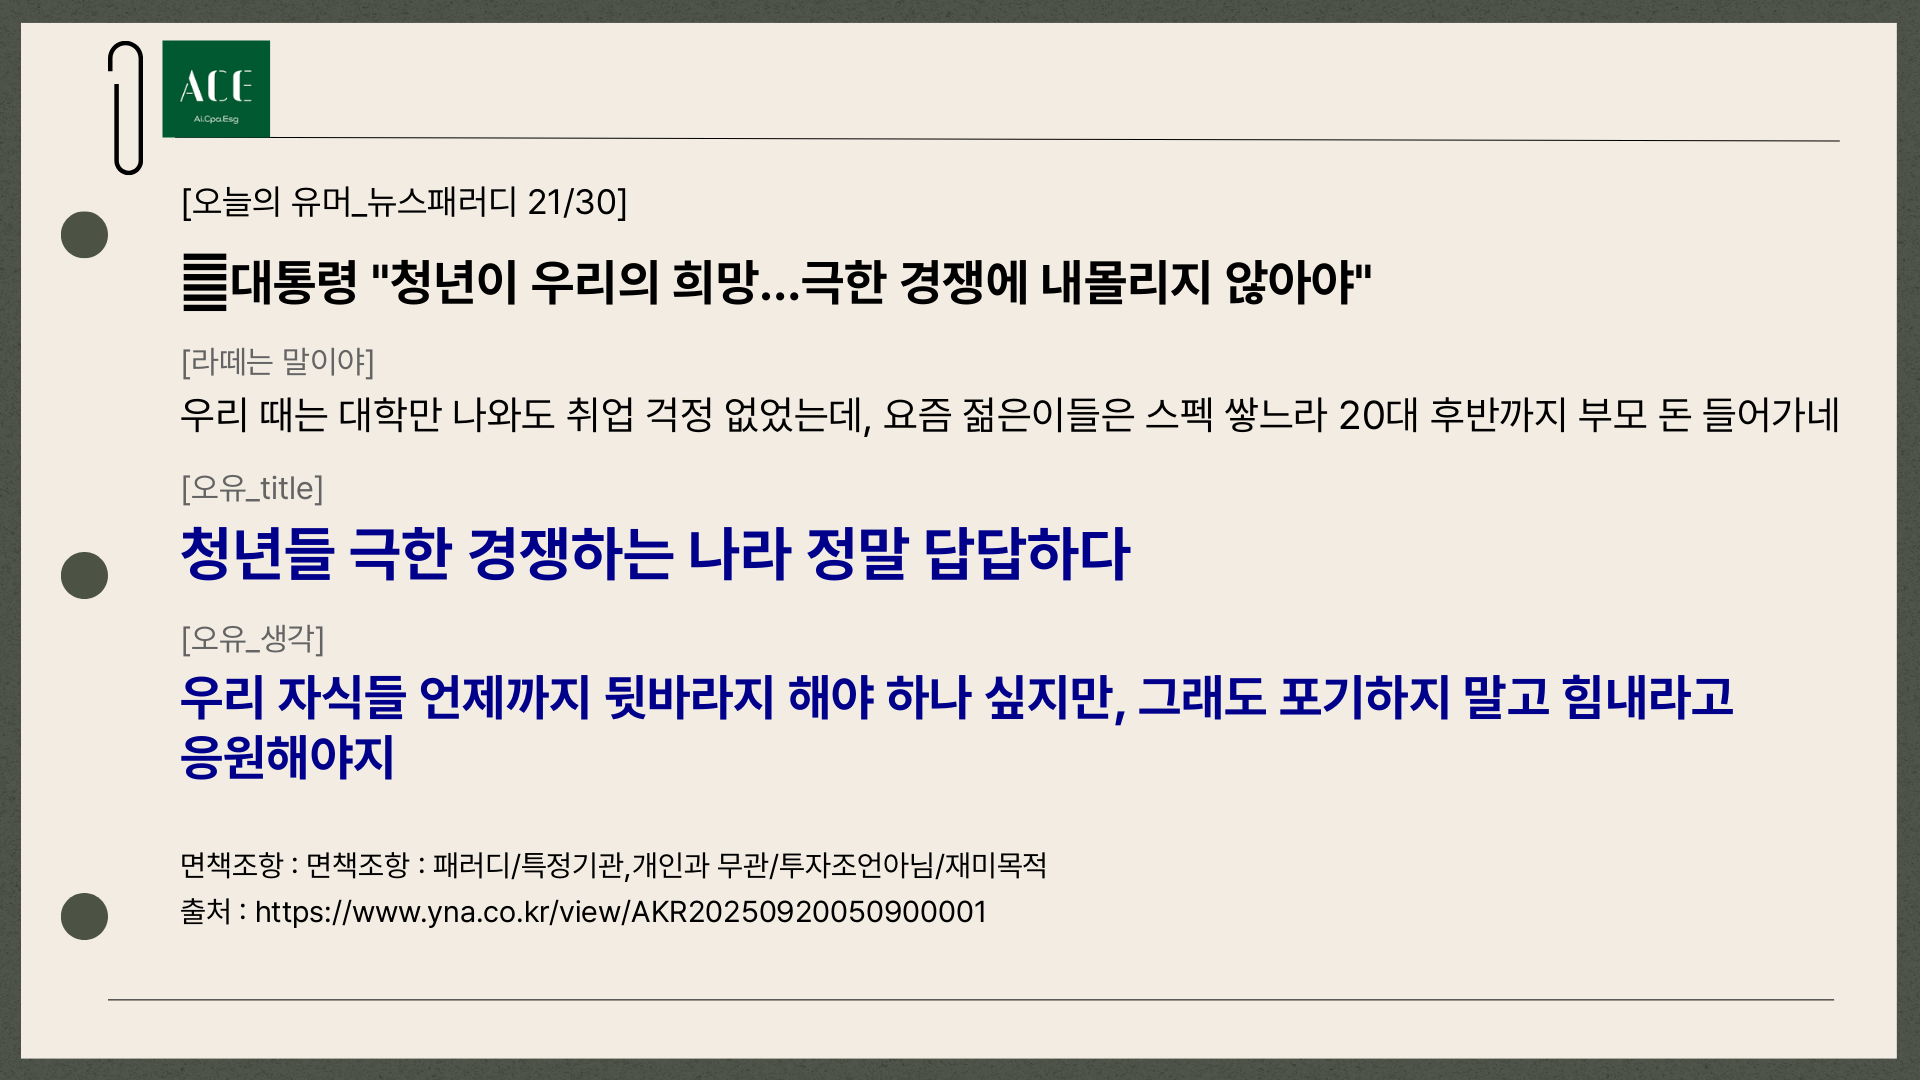 ACE
Ai.Cpa.Esg
[오늘의 유머_뉴스패러디 21/30]
대통령 "청년이 우리의 희망…극한 경쟁에 내몰리지 않아야"
[라떼는 말이야]
우리 때는 대학만 나와도 취업 걱정 없었는데, 요즘 젊은이들은 스펙 쌓느라 20대 후반까지 부모 돈 들어가네
[오유_title]
청년들 극한 경쟁하는 나라 정말 답답하다
[오유_생각]
우리 자식들 언제까지 뒷바라지 해야 하나 싶지만, 그래도 포기하지 말고 힘내라고
응원해야지
면책조항 : 면책조항 : 패러디/특정기관,개인과 무관/투자조언아님/재미목적
출처 : https://www.yna.co.kr/view/AKR20250920050900001